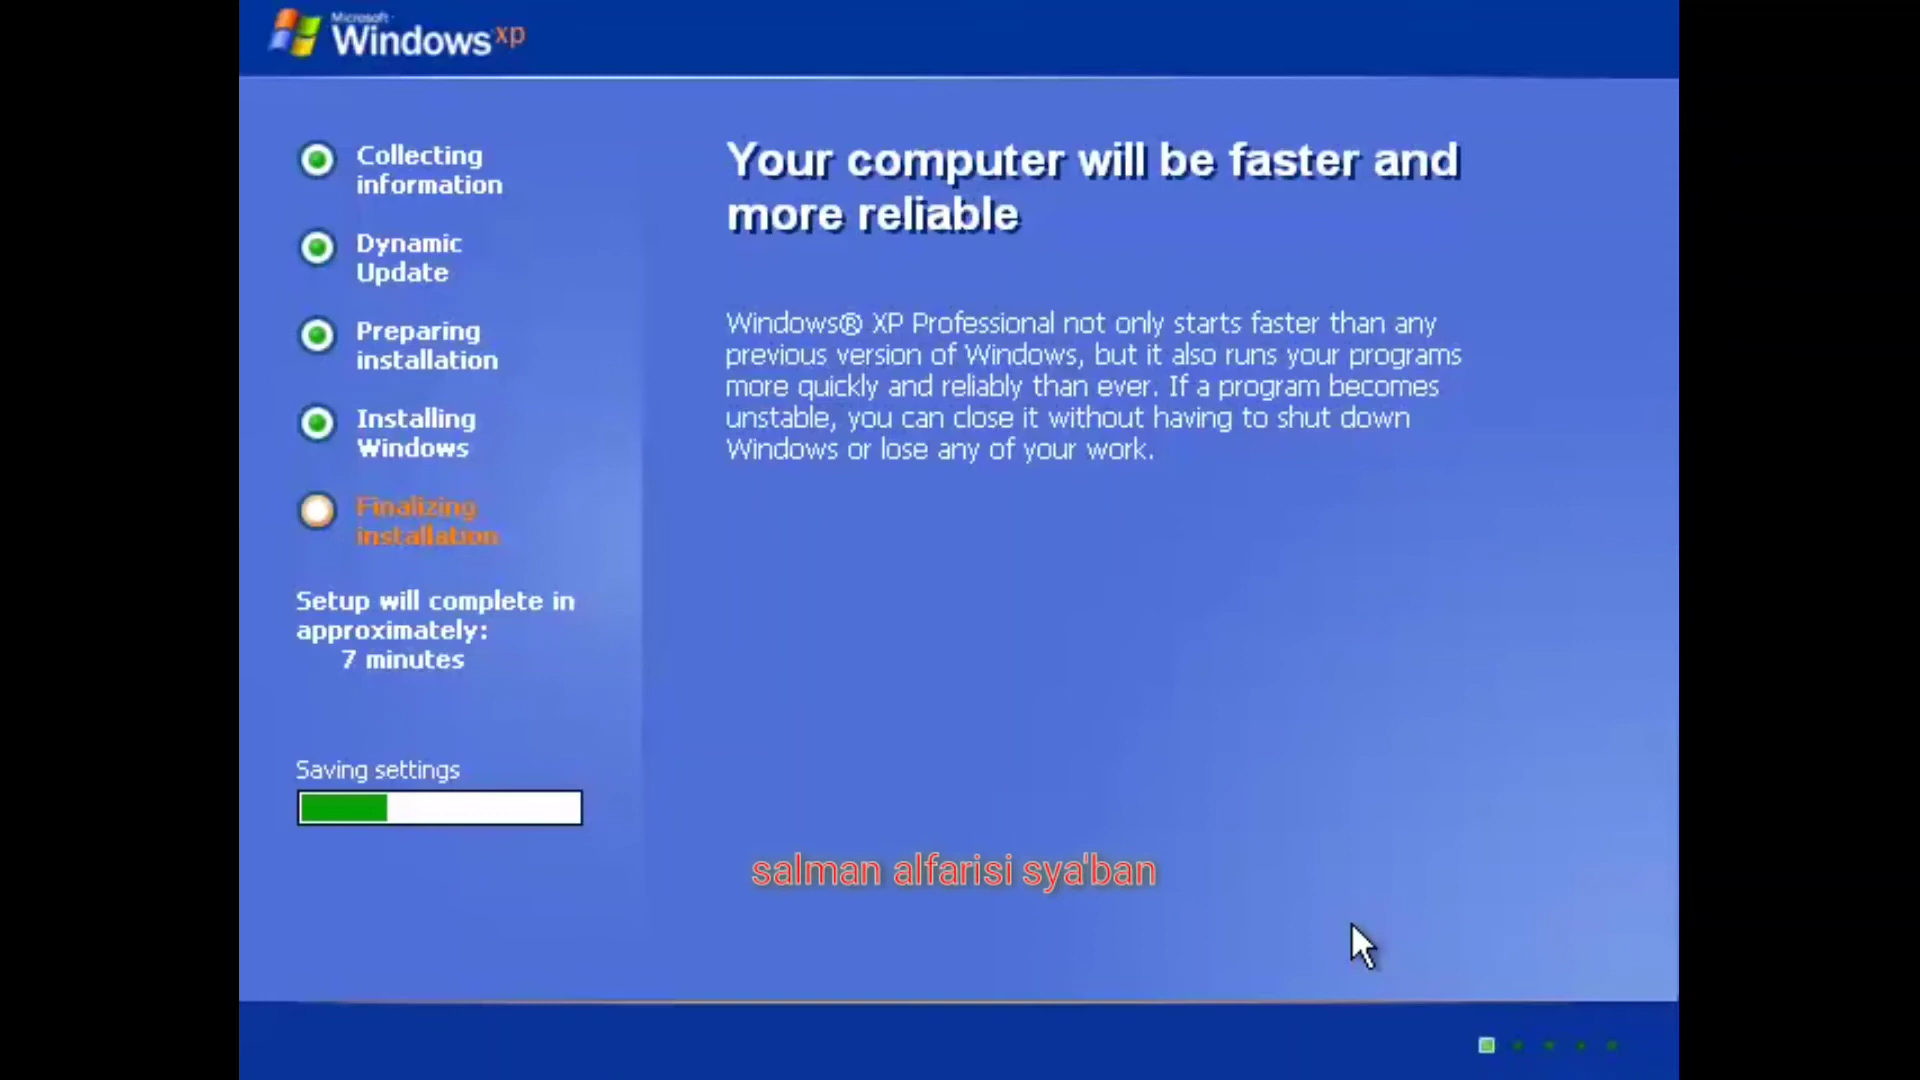 Microsoft
Windows xp
Collecting
information
Dynamic
Update
Preparing
installation
Installing
Windows
Finalizing
installation
Setup will complete in
approximately:
7 minutes
Saving settings
Your computer will be faster and
more reliable
Windows® XP Professional not only starts faster than any
previous version of Windows, but it also runs your programs
more quickly and reliably than ever. If a program becomes
unstable, you can close it without having to shut down
Windows or lose any of your work.
salman alfarisi sya'ban